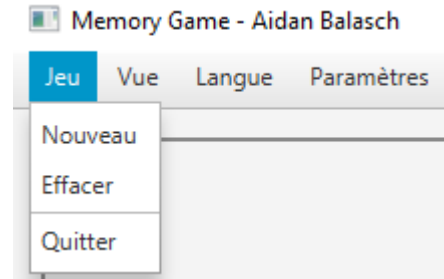 Memory Game - Aidan Balasch
Jeu Vue Langue Paramètres
Nouveau
Effacer
Quitter